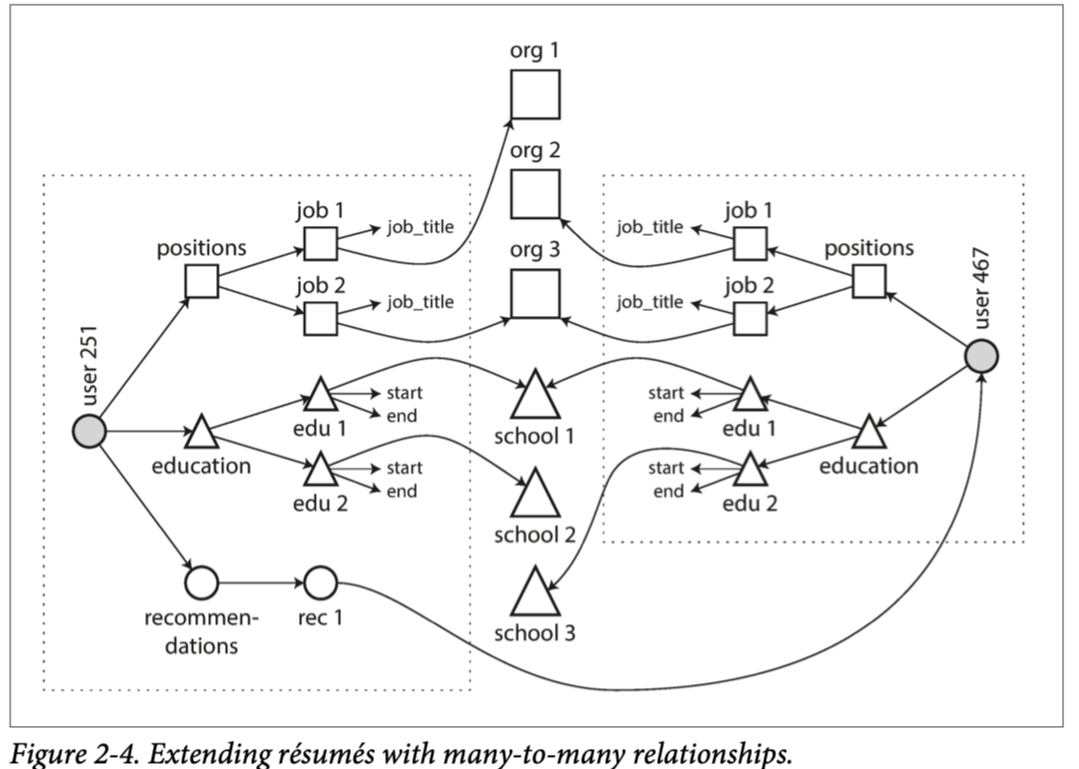 org 1
org 2
org 3
user 251
positions
job 1
job_title
job 2
job_title
education
edu 1
start
end
edu 2
start
end
recommen-
dations
rec 1
school 1
school 2
school 3
user 467
positions
job 1
job_title
job 2
job_title
education
edu 1
start
end
edu 2
start
end
Figure 2-4. Extending résumés with many-to-many relationships.